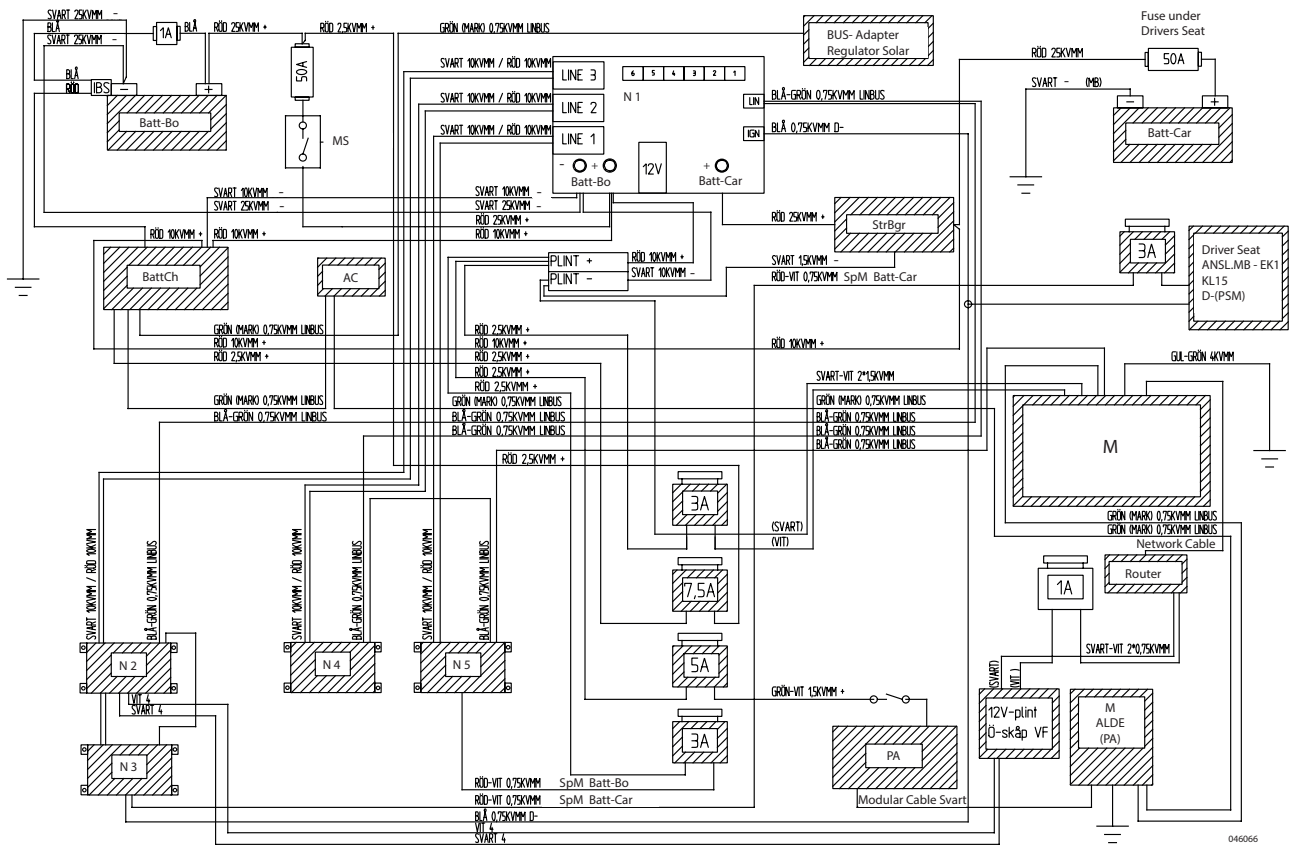 SVART 25KVMM -
BLÅ
1A
BLÅ
RÖD 25KVMM +
RÖD 2,5KVMM +
GRÖN (MARK) 0,75KVMM LINBUS
SVART 25KVMM -
BLÅ
RÖD
IBS
-
+
Batt-Bo
50A
MS
BUS- Adapter
Regulator Solar
Fuse under
Drivers Seat
RÖD 25KVMM
50A
SVART - (MB)
-
+
Batt-Car
SVART 10KVMM / RÖD 10KVMM
LINE 3
SVART 10KVMM / RÖD 10KVMM
LINE 2
SVART 10KVMM / RÖD 10KVMM
LINE 1
6 5 4 3 2 1
N 1
LIN
IGN
BLÅ-GRÖN 0,75KVMM LINBUS
BLÅ 0,75KVMM D-
- +
Batt-Bo
12V
+
Batt-Car
SVART 10KVMM -
SVART 25KVMM -
RÖD 25KVMM +
RÖD 10KVMM +
RÖD 10KVMM +
RÖD 10KVMM +
BattCh
AC
PLINT +
PLINT -
RÖD 10KVMM +
SVART 10KVMM -
RÖD 25KVMM +
StrBgr
SVART 1,5KVMM -
RÖD-VIT 0,75KVMM SpM Batt-Car
3A
Driver Seat
ANSL.MB - EK1
KL15
D-(PSM)
GRÖN (MARK) 0,75KVMM LINBUS
RÖD 10KVMM +
RÖD 2,5KVMM +
RÖD 2,5KVMM +
RÖD 10KVMM +
RÖD 2,5KVMM +
RÖD 2,5KVMM +
RÖD 2,5KVMM +
RÖD 10KVMM +
GUL-GRÖN 4KVMM
SVART-VIT 2*1,5KVMM
GRÖN (MARK) 0,75KVMM LINBUS
BLÅ-GRÖN 0,75KVMM LINBUS
GRÖN (MARK) 0,75KVMM LINBUS
BLÅ-GRÖN 0,75KVMM LINBUS
BLÅ-GRÖN 0,75KVMM LINBUS
GRÖN (MARK) 0,75KVMM LINBUS
BLÅ-GRÖN 0,75KVMM LINBUS
BLÅ-GRÖN 0,75KVMM LINBUS
BLÅ-GRÖN 0,75KVMM LINBUS
M
RÖD 2,5KVMM +
3A
(SVART)
(VIT)
7,5A
5A
3A
GRÖN (MARK) 0,75KVMM LINBUS
GRÖN (MARK) 0,75KVMM LINBUS
Network Cable
Router
1A
SVART-VIT 2*0,75KVMM
(SVART)
(VIT)
SVART 10KVMM / RÖD 10KVMM
BLÅ-GRÖN 0,75KVMM LINBUS
SVART 10KVMM / RÖD 10KVMM
BLÅ-GRÖN 0,75KVMM LINBUS
SVART 10KVMM / RÖD 10KVMM
BLÅ-GRÖN 0,75KVMM LINBUS
N 2
N 4
N 5
VIT 4
SVART 4
N 3
GRÖN-VIT 1,5KVMM +
PA
Modular Cable Svart
12V-plint
Ö-skåp VF
M
ALDE
(PA)
RÖD-VIT 0,75KVMM SpM Batt-Bo
RÖD-VIT 0,75KVMM SpM Batt-Car
BLÅ 0,75KVMM D-
VIT 4
SVART 4
046066